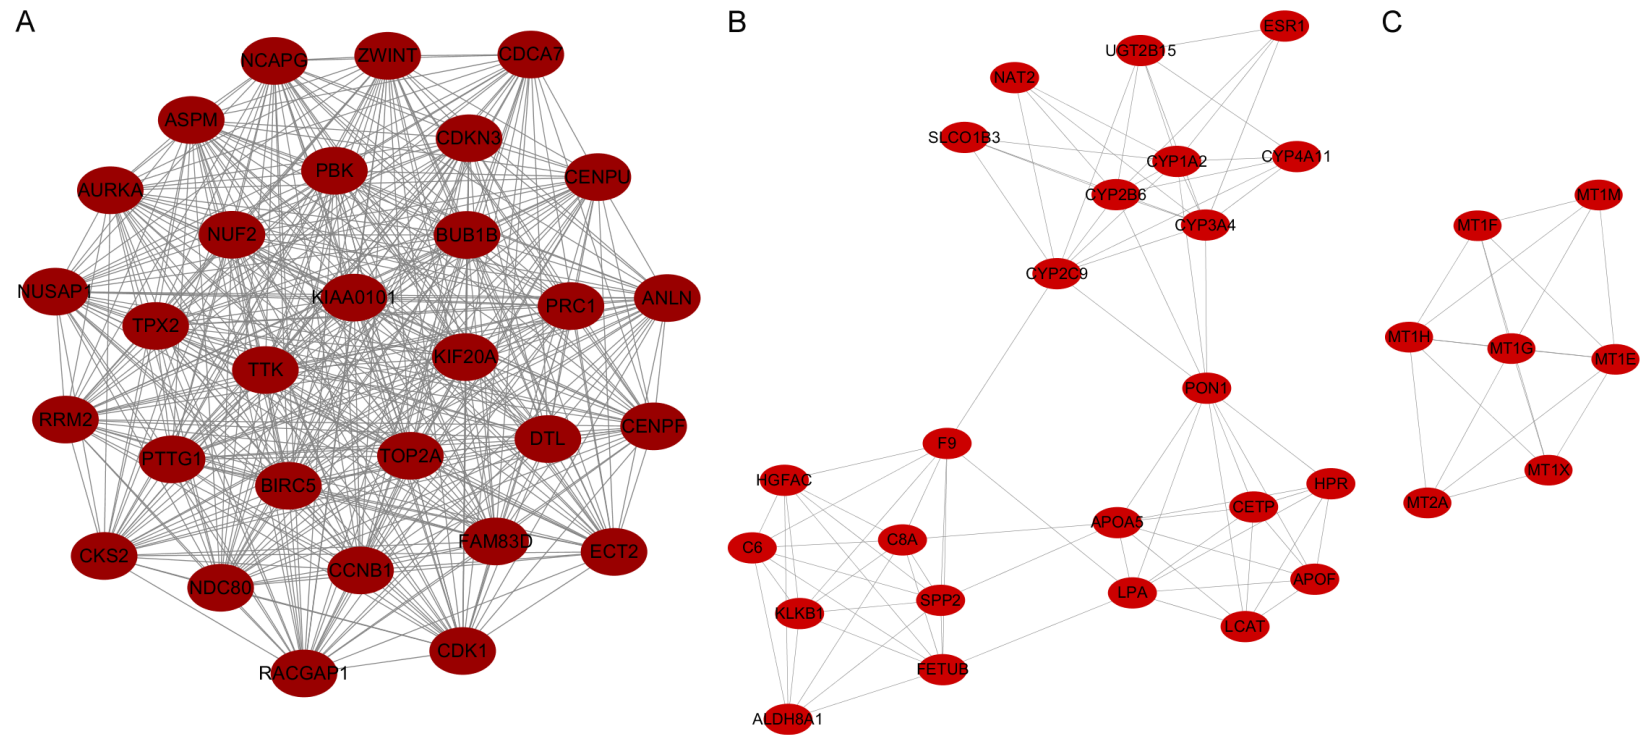 A
NCAPG
ZWINT
CDCA7
ASPM
CDKN3
PBK
CENPU
AURKA
NUF2
BUB1B
NUSAP1
KIAA0101
PRC1
ANLN
TPX2
TTK
KIF20A
RRM2
CENPF
PTTG1
TOP2A
DTL
BIRC5
CKS2
FAM83D
ECT2
NDC80
CCNB1
RACGAP1
CDK1
B
ESR1
UGT2B15
NAT2
SLCO1B3
CYP1A2
CYP4A11
CYP2B6
CYP3A4
CYP2C9
PON1
F9
HGFAC
HPR
CETP
APOA5
C6
C8A
APOF
LPA
SPP2
KLKB1
LCAT
FETUB
ALDH8A1
C
MT1M
MT1F
MT1H
MT1G
MT1E
MT1X
MT2A